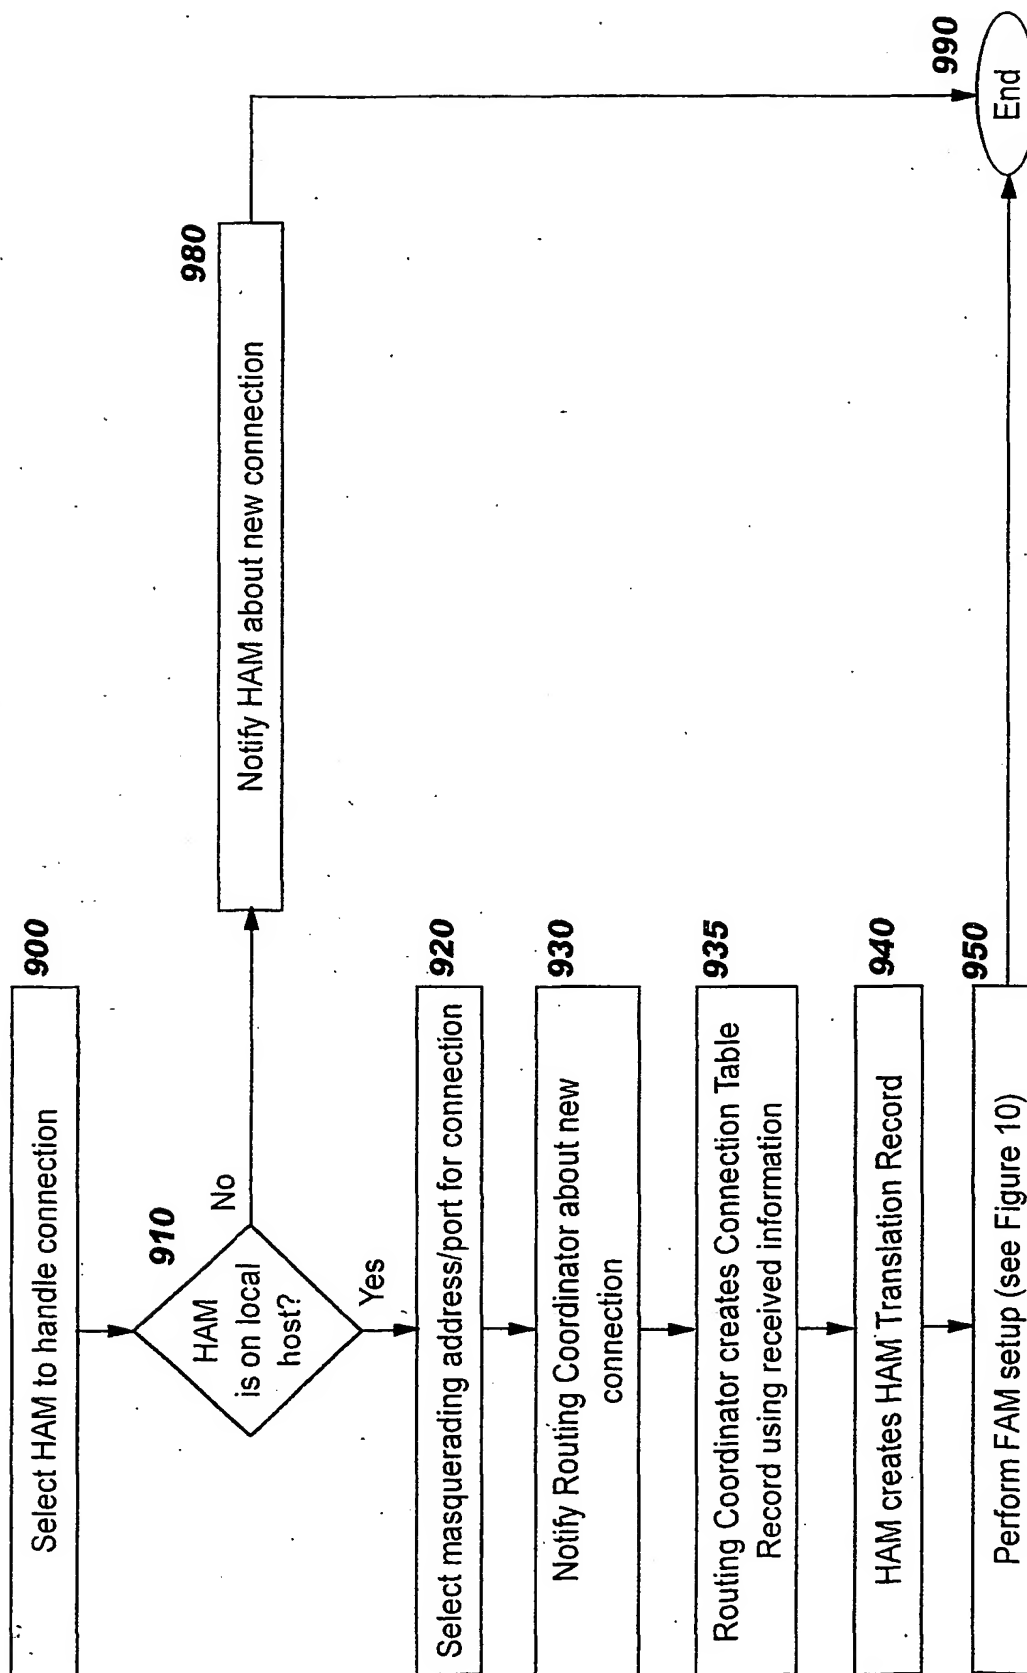 900
Select HAM to handle connection
910
HAM
is on local
host?
No
Yes
980
Notify HAM about new connection
920
Select masquerading address/port for connection
930
Notify Routing Coordinator about new
connection
935
Routing Coordinator creates Connection Table
Record using received information
940
HAM creates HAM Translation Record
950
Perform FAM setup (see Figure 10)
990
End